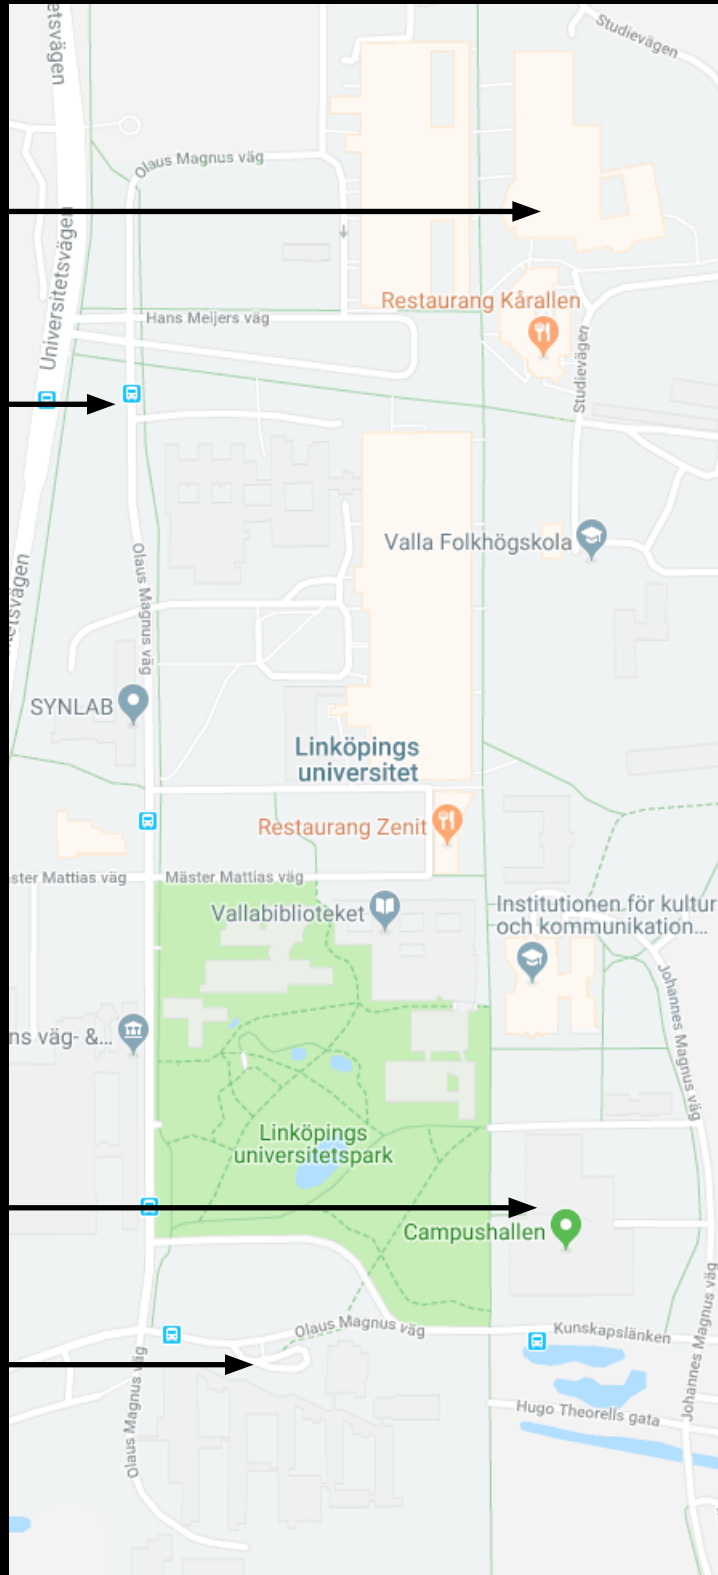 etsvägen
Studievägen
Olaus Magnus väg
Universitetsvägen
Restaurang Kårallen
Hans Meijers väg
Studievägen
Valla Folkhögskola
etsvägen
Olaus Magnus väg
SYNLAB
Linköpings
universitet
Restaurang Zenit
ster Mattias väg
Mäster Mattias väg
Vallabiblioteket
Institutionen för kultur
och kommunikation...
Johannes Magnus väg
ns väg- &...
Linköpings
universitetspark
Campushallen
Olaus Magnus väg
Kunskapslänken
Johannes Magnus väg
Olaus Magnus väg
Hugo Theorells gata